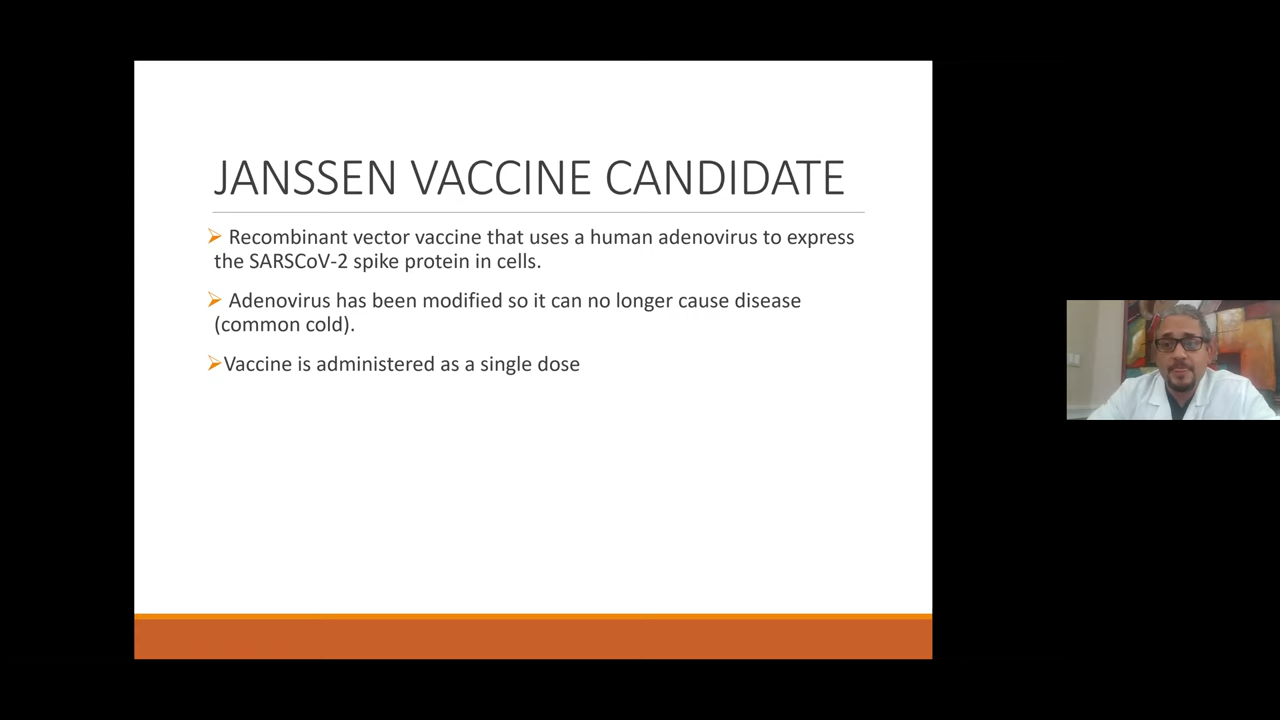 JANSSEN VACCINE CANDIDATE
Recombinant vector vaccine that uses a human adenovirus to express
the SARSCoV-2 spike protein in cells.
Adenovirus has been modified so it can no longer cause disease
(common cold).
Vaccine is administered as a single dose